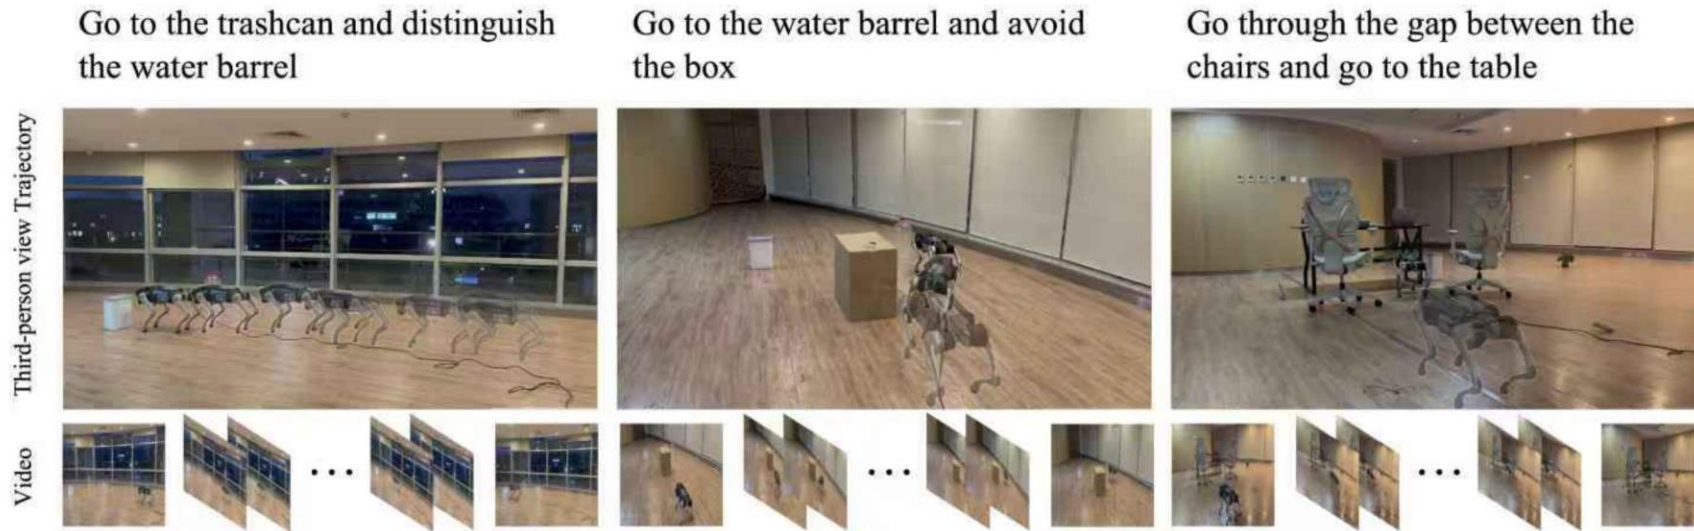 Go to the trashcan and distinguish
the water barrel
Go to the water barrel and avoid
the box
Go through the gap between the
chairs and go to the table
Third-person view Trajectory
Video